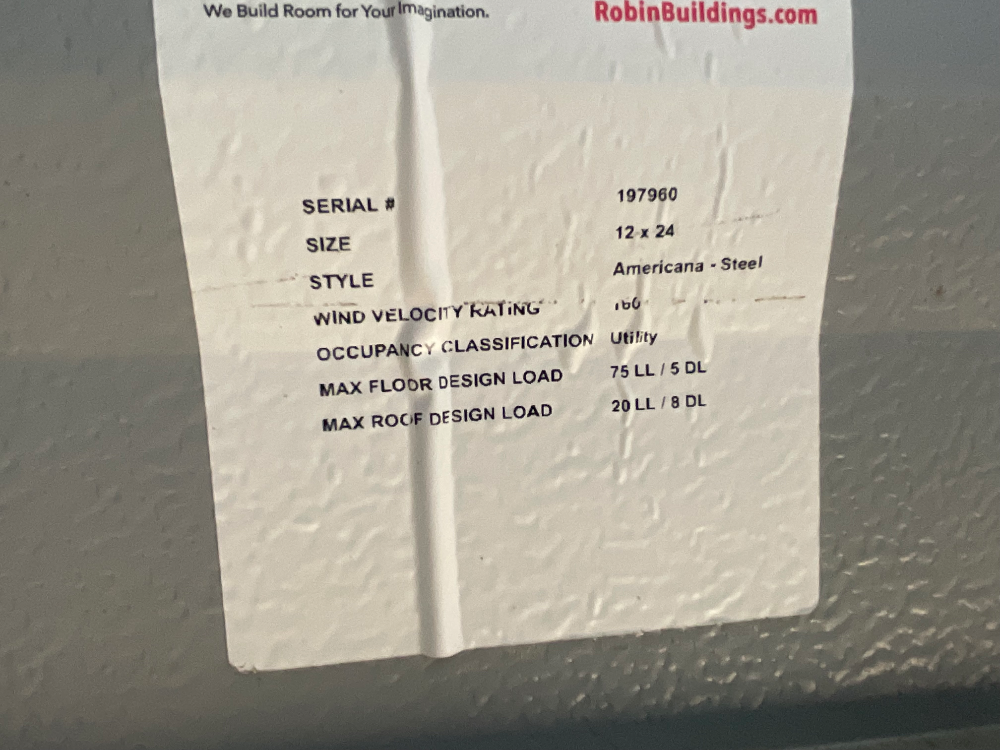 We Build Room for Your Imagination.
RobinBuildings.com
SERIAL # 197960
SIZE 12 x 24
STYLE Americana - Steel
WIND VELOCITY RATING 160
OCCUPANCY CLASSIFICATION Utility
MAX FLOOR DESIGN LOAD 75 LL / 5 DL
MAX ROOF DESIGN LOAD 20 LL / 8 DL